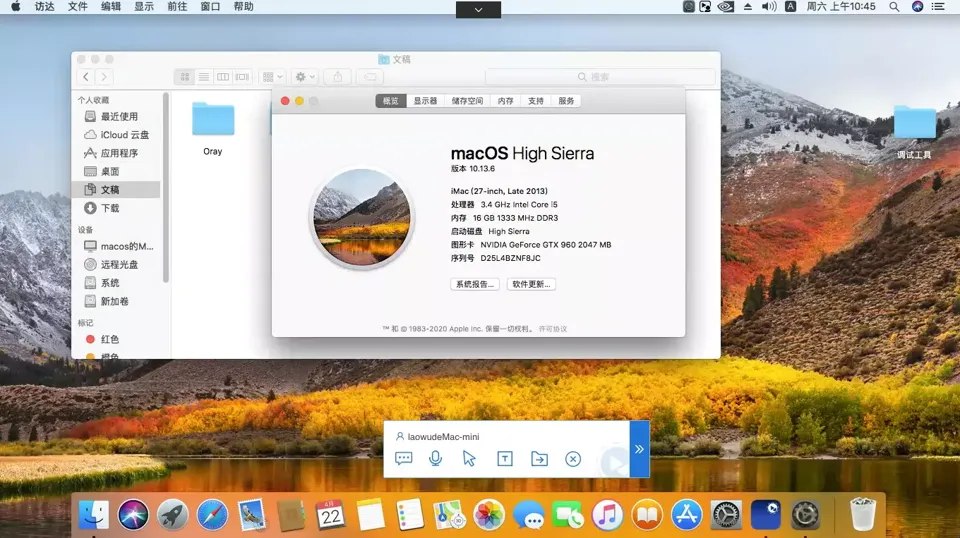 访达 文件 编辑 显示 前往 窗口 帮助
A 周六 上午10:45
文稿
搜索
个人收藏
最近使用
iCloud 云盘
应用程序
桌面
文稿
下载
设备
macos的M...
远程光盘
系统
新加卷
标记
红色
橙色
Oray
概览 显示器 储存空间 内存 支持 服务
macOS High Sierra
版本 10.13.6
iMac (27-inch, Late 2013)
处理器 3.4 GHz Intel Core i5
内存 16 GB 1333 MHz DDR3
启动磁盘 High Sierra
图形卡 NVIDIA GeForce GTX 960 2047 MB
序列号 D25L4BZNF8JC
系统报告... 软件更新...
™ 和 © 1983-2020 Apple Inc. 保留一切权利。 许可协议
调试工具
laowudeMac-mini
T
4月
22